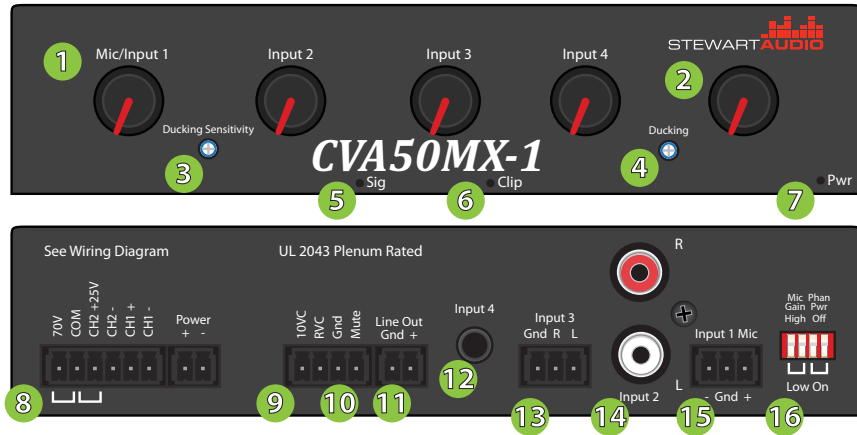 STEWARTAUDIO
Mic/Input 1
Input 2
Input 3
Input 4
1
2
Ducking Sensitivity
Ducking
3
CVA50MX-1
4
5
Sig
6
Clip
7
Pwr
See Wiring Diagram
UL 2043 Plenum Rated
R
70V
COM
CH2 +25V
CH2 -
CH1 +
CH1 -
Power
+ -
10VC
RVC
Gnd
Mute
Line Out
Gnd +
Input 4
Input 3
Gnd R L
Input 1 Mic
Mic Phan
Gain Pwr
High Off
8
9
10
11
12
13
14
Input 2
L
15
- Gnd +
16
Low On